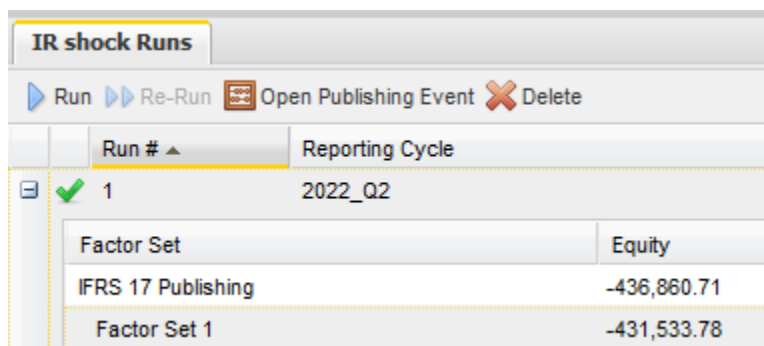 IR shock Runs
Run Re-Run Open Publishing Event Delete
Run # Reporting Cycle
1 2022_Q2
Factor Set Equity
IFRS 17 Publishing -436,860.71
Factor Set 1 -431,533.78